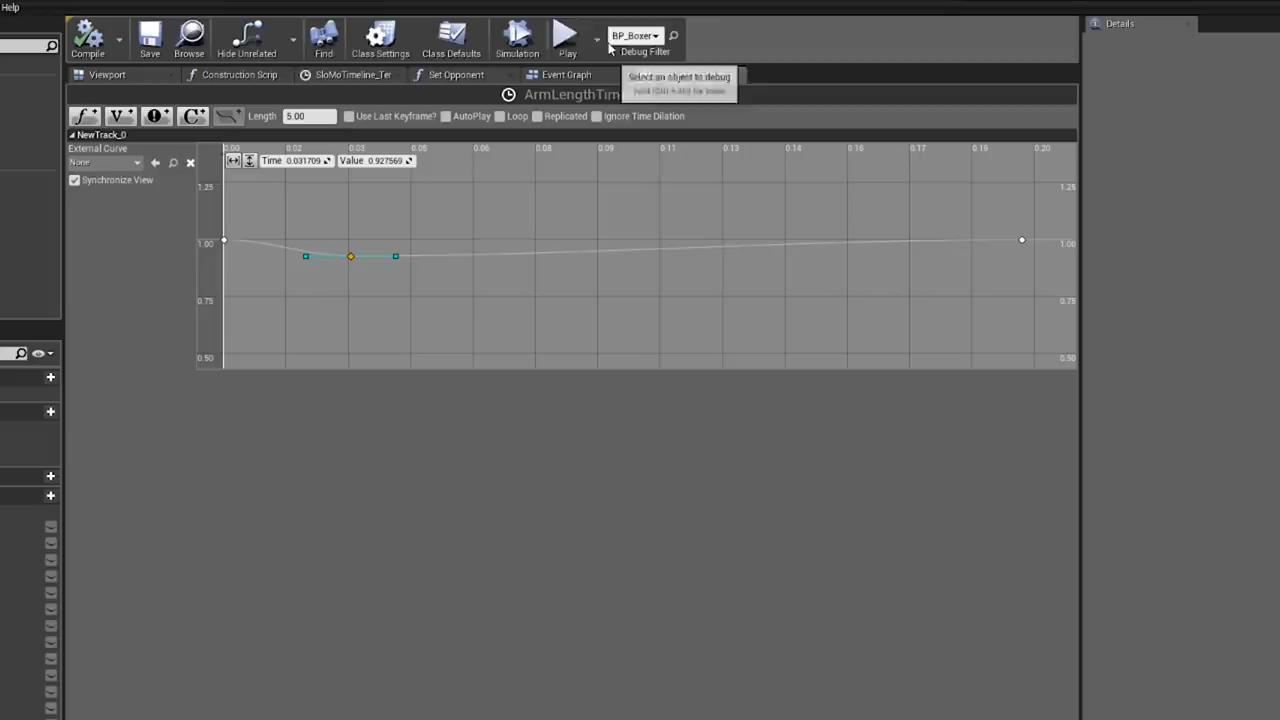 Help
Compile
Save
Browse
Hide Unrelated
Find
Class Settings
Class Defaults
Simulation
Play
BP_Boxer
Debug Filter
Viewport
Construction Scrip
SloMoTimeline_Ter
Set Opponent
Event Graph
Select an object to debug
ArmLengthTim
Length 5.00 Use Last Keyframe? AutoPlay Loop Replicated Ignore Time Dilation
NewTrack_0
External Curve
None
Synchronize View
0.00 0.02 0.03 0.05 0.06 0.08 0.09 0.11 0.13 0.14 0.16 0.17 0.19 0.20
Time 0.031709 Value 0.927569
1.25 1.25
1.00 1.00
0.75 0.75
0.50 0.50
Details